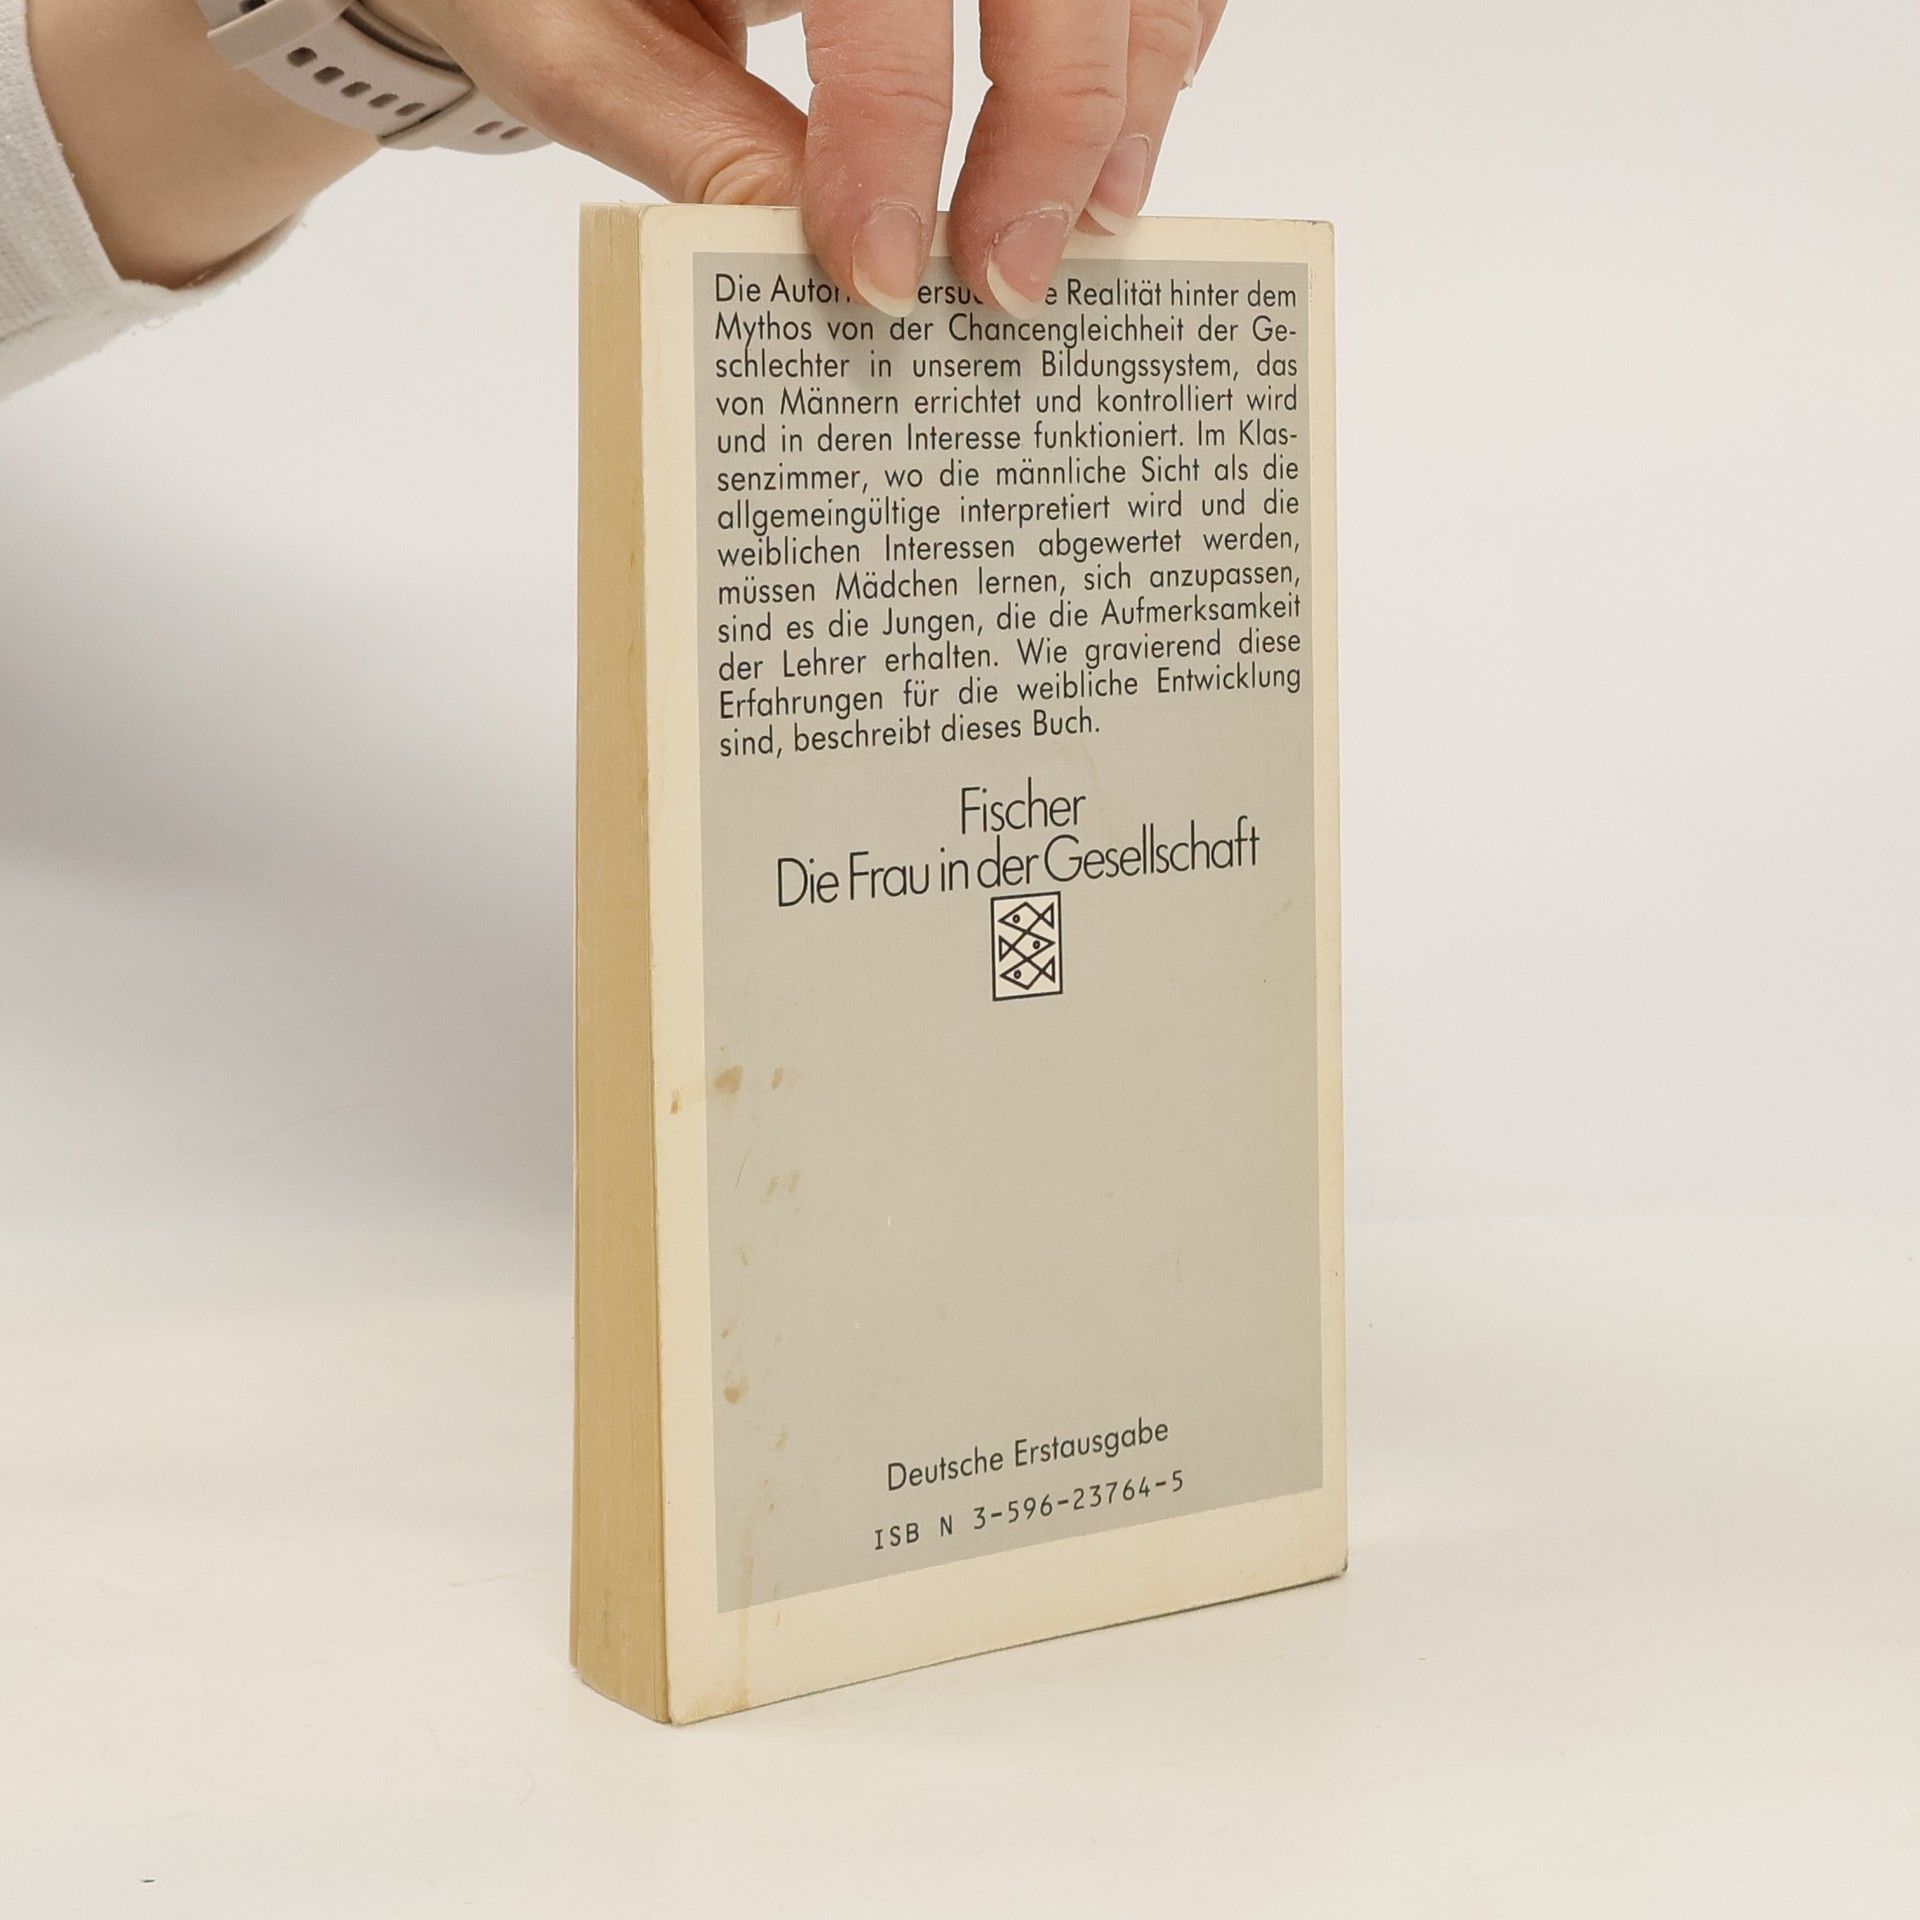 Die Realität hinter dem
Mythos von der Chancengleichheit der Ge-
schlechter in unserem Bildungssystem, das
von Männern errichtet und kontrolliert wird
und in deren Interesse funktioniert. Im Klas-
senzimmer, wo die männliche Sicht als die
allgemeingültige interpretiert wird und die
weiblichen Interessen abgewertet werden,
müssen Mädchen lernen, sich anzupassen,
sind es die Jungen, die die Aufmerksamkeit
der Lehrer erhalten. Wie gravierend diese
Erfahrungen für die weibliche Entwicklung
sind, beschreibt dieses Buch.
Fischer
Die Frau in der Gesellschaft
Deutsche Erstausgabe
ISB N 3-596-23764-5